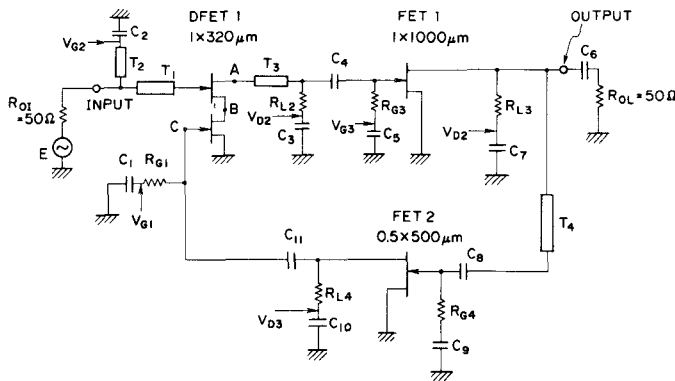 DFET 1
1×320μm
FET 1
1×1000μm
OUTPUT
C2
VG2
T2
T1
A
T3
C4
C6
ROI
=50Ω
INPUT
B
C
RL2
VD2
C3
RG3
VG3
C5
RL3
VD2
C7
ROL=50Ω
E
C1
RG1
VG1
FET 2
0.5×500μm
T4
C11
C8
RL4
VD3
C10
RG4
C9